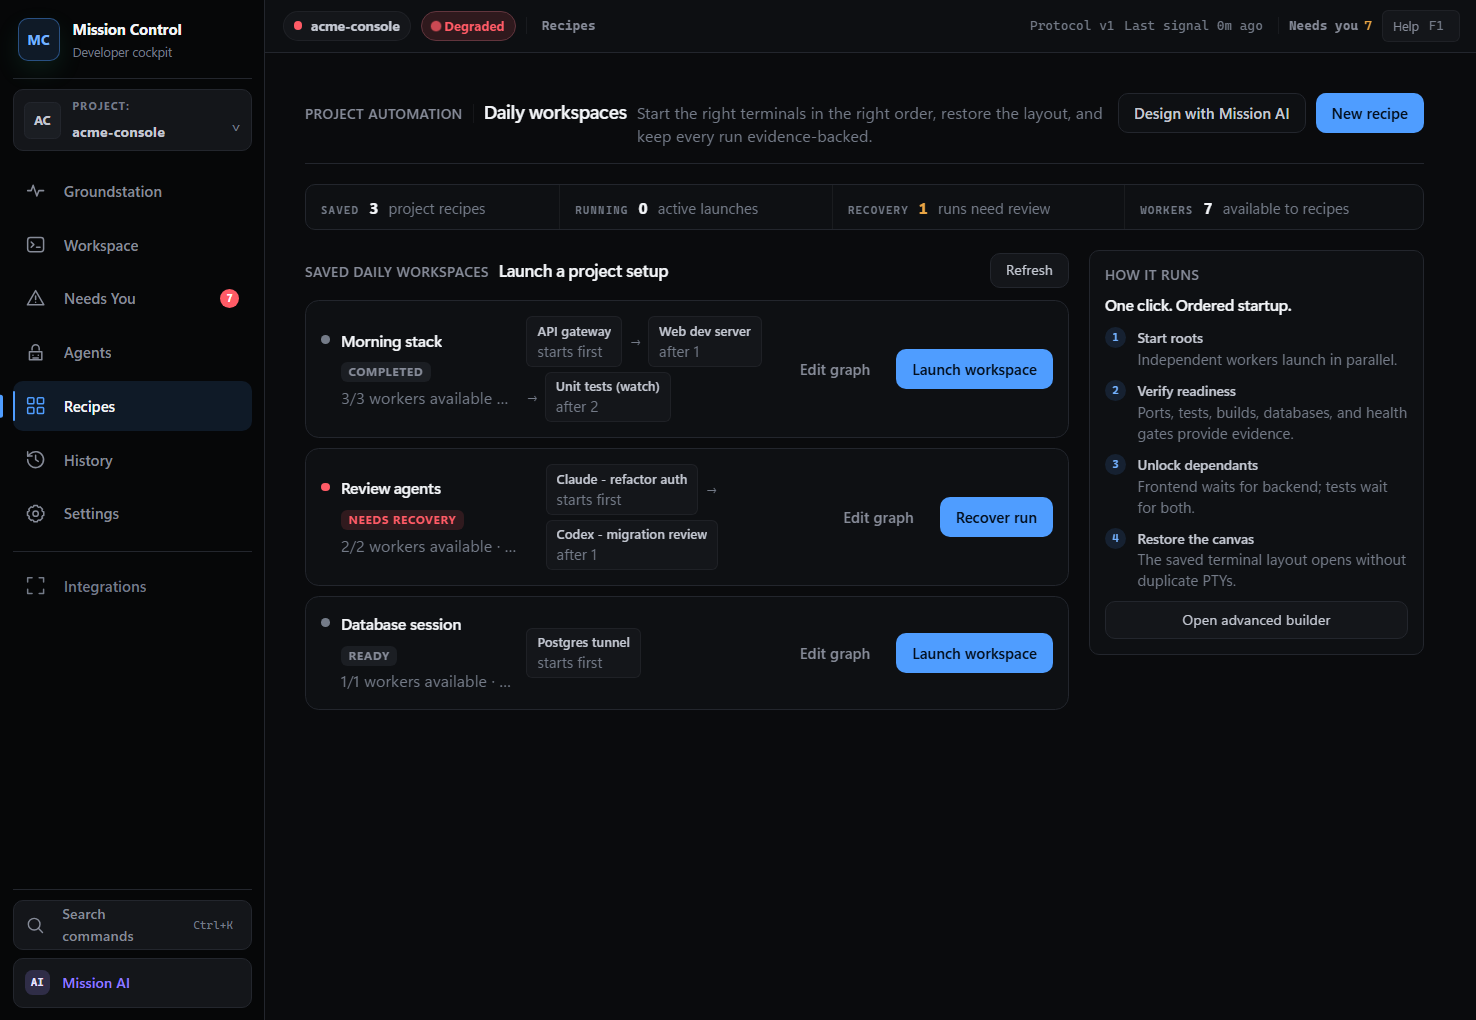 MC
Mission Control
Developer cockpit
AC
PROJECT:
acme-console
Groundstation
Workspace
Needs You
7
Agents
Recipes
History
Settings
Integrations
Search commands
Ctrl+K
AI
Mission AI
acme-console
Degraded
Recipes
Protocol v1 Last signal 0m ago
Needs you 7
Help F1
PROJECT AUTOMATION
Daily workspaces
Start the right terminals in the right order, restore the layout, and
keep every run evidence-backed.
Design with Mission AI
New recipe
SAVED 3 project recipes
RUNNING 0 active launches
RECOVERY 1 runs need review
WORKERS 7 available to recipes
SAVED DAILY WORKSPACES
Launch a project setup
Refresh
Morning stack
COMPLETED
3/3 workers available ...
API gateway
starts first
→
Web dev server
after 1
→
Unit tests (watch)
after 2
Edit graph
Launch workspace
Review agents
NEEDS RECOVERY
2/2 workers available · ...
Claude - refactor auth
starts first
→
Codex - migration review
after 1
Edit graph
Recover run
Database session
READY
1/1 workers available · ...
Postgres tunnel
starts first
Edit graph
Launch workspace
HOW IT RUNS
One click. Ordered startup.
1
Start roots
Independent workers launch in parallel.
2
Verify readiness
Ports, tests, builds, databases, and health
gates provide evidence.
3
Unlock dependants
Frontend waits for backend; tests wait
for both.
4
Restore the canvas
The saved terminal layout opens without
duplicate PTYs.
Open advanced builder